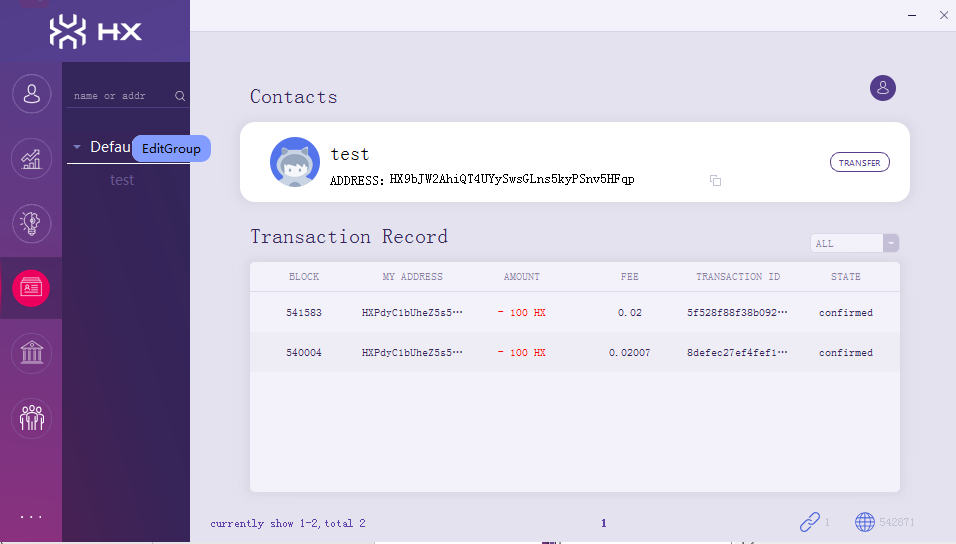 HX
name or addr
Defau
EditGroup
test
Contacts
test
ADDRESS: HX9bJW2AhiQT4UYySwsGLns5kyPSnv5HFqp
TRANSFER
Transaction Record
ALL
BLOCK MY ADDRESS AMOUNT FEE TRANSACTION ID STATE
541583 HXPdyC1bUheZ5s5··· - 100 HX 0.02 5f528f88f38b092··· confirmed
540004 HXPdyC1bUheZ5s5··· - 100 HX 0.02007 8defec27ef4fef1··· confirmed
...
currently show 1-2,total 2
1
1
542871